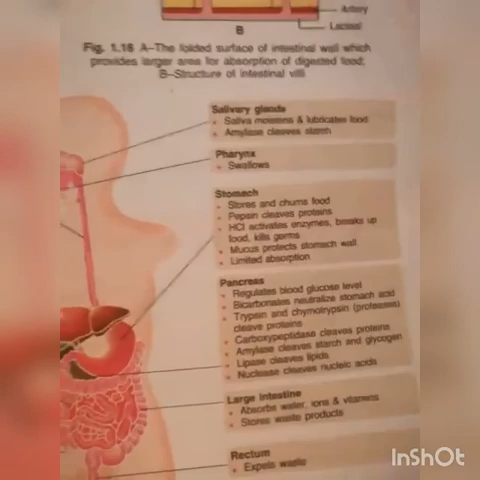 Artery
Lacteal
B
Fig. 1.16 A–The folded surface of intestinal wall which
provides larger area for absorption of digested food;
B–Structure of intestinal villi
Salivary glands
• Saliva moistens & lubricates food
• Amylase cleaves starch
Pharynx
• Swallows
Stomach
• Stores and churns food
• Pepsin cleaves proteins
• HCl activates enzymes, breaks up
food, kills germs
• Mucus protects stomach wall
• Limited absorption
Pancreas
• Regulates blood glucose level
• Bicarbonates neutralize stomach acid
• Trypsin and chymotrypsin (proteases)
cleave proteins
• Carboxypeptidase cleaves proteins
• Amylase cleaves starch and glycogen
• Lipase cleaves lipids
• Nuclease cleaves nucleic acids
Large intestine
• Absorbs water, ions & vitamins
• Stores waste products
Rectum
• Expels waste
InShOt